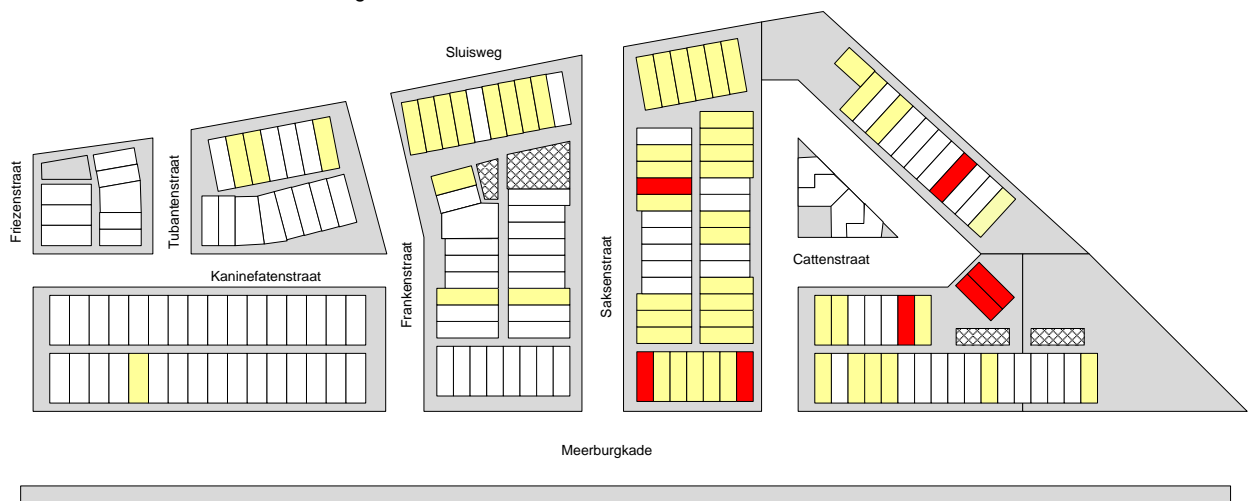 Sluisweg
Friezenstraat
Tubantenstraat
Kaninefatenstraat
Frankenstraat
Saksenstraat
Cattenstraat
Meerburgkade